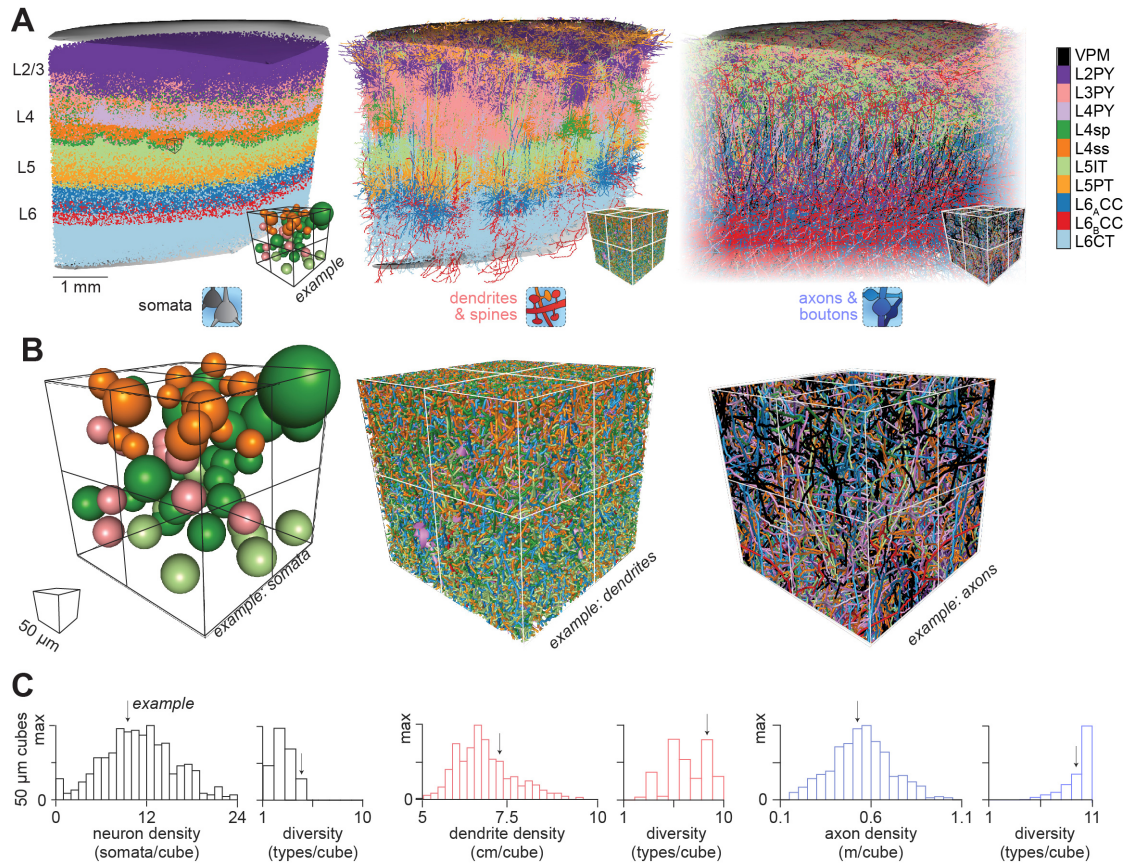 A
L2/3
L4
L5
L6
1 mm
example
somata
dendrites
& spines
axons &
boutons
VPM
L2PY
L3PY
L4PY
L4sp
L4ss
L5IT
L5PT
L6ACC
L6BCC
L6CT
B
50 µm
example: somata
example: dendrites
example: axons
C
50 µm cubes
0 max
example
0 12 24
neuron density
(somata/cube)
1 10
diversity
(types/cube)
0 max
5 7.5 10
dendrite density
(cm/cube)
1 10
diversity
(types/cube)
0 max
0.1 0.6 1.1
axon density
(m/cube)
1 11
diversity
(types/cube)